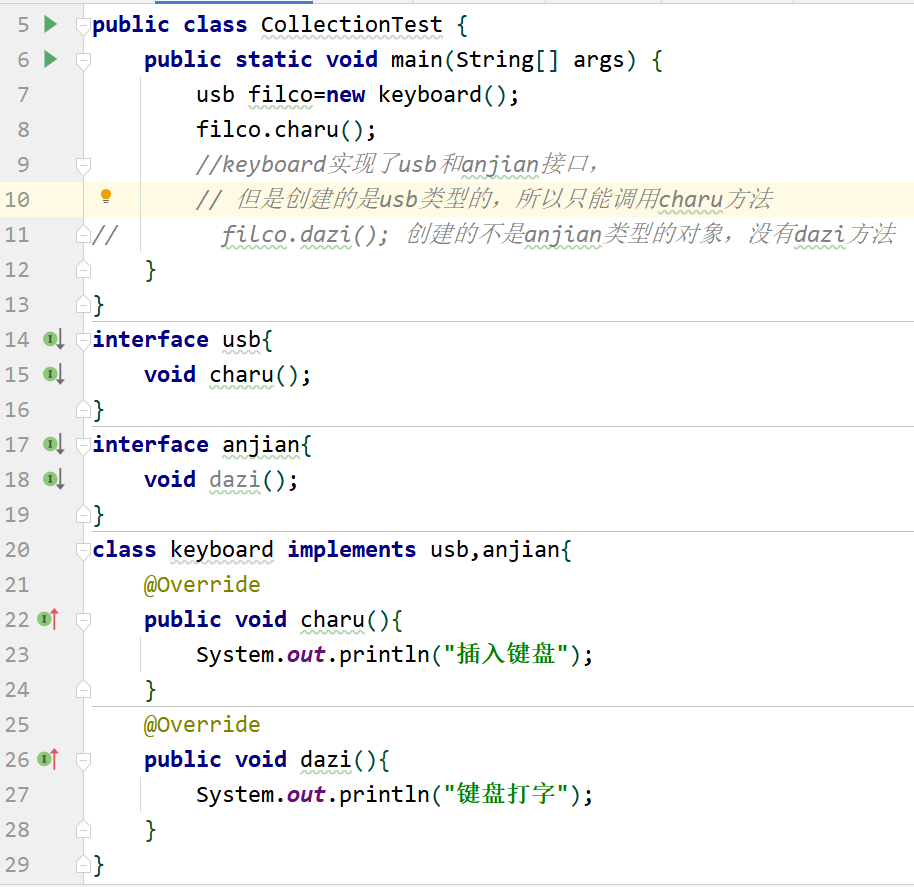 5 public class CollectionTest {
6 public static void main(String[] args) {
7 usb filco=new keyboard();
8 filco.charu();
9 //keyboard实现了usb和anjian接口，
10 // 但是创建的是usb类型的，所以只能调用charu方法
11 // filco.dazi(); 创建的不是anjian类型的对象，没有dazi方法
12 }
13 }
14 interface usb{
15 void charu();
16 }
17 interface anjian{
18 void dazi();
19 }
20 class keyboard implements usb,anjian{
21 @Override
22 public void charu(){
23 System.out.println("插入键盘");
24 }
25 @Override
26 public void dazi(){
27 System.out.println("键盘打字");
28 }
29 }